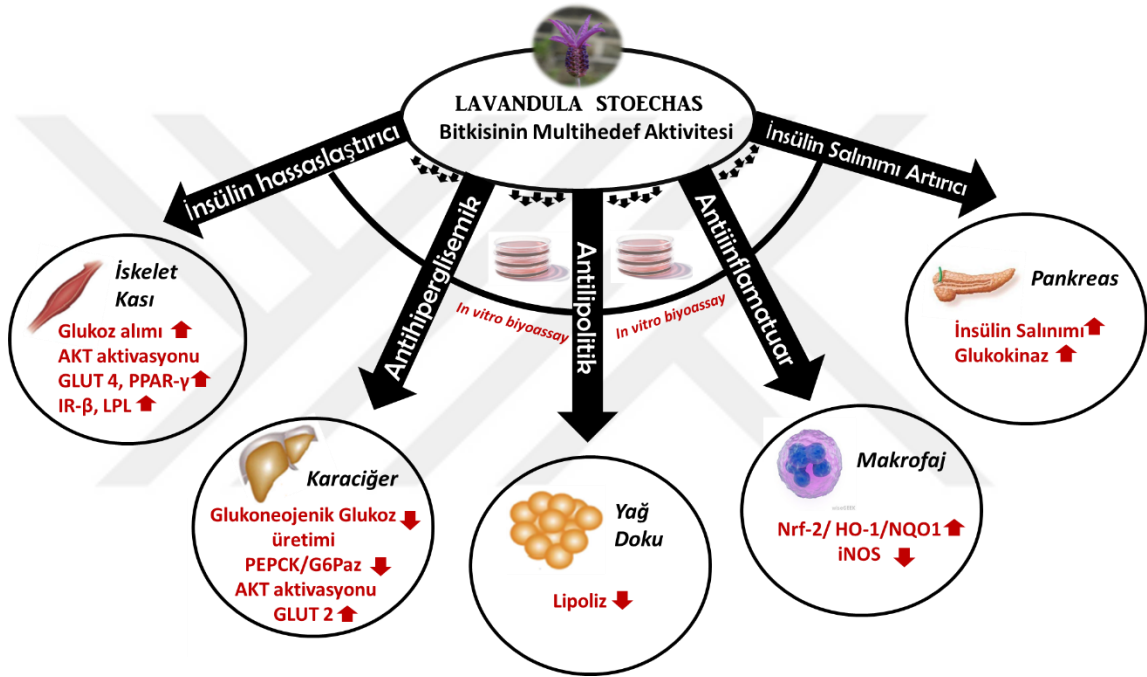 LAVANDULA STOECHAS
Bitkisinin Multihedef Aktivitesi
İnsülin hassaslaştırıcı
Antihiperglisemik
Antilipolitik
Antiinflamatuar
İnsülin Salınımı Artırıcı
In vitro biyoassay
In vitro biyoassay
İskelet
Kası
Glukoz alımı
AKT aktivasyonu
GLUT 4, PPAR-γ
IR-β, LPL
Karaciğer
Glukoneojenik Glukoz
üretimi
PEPCK/G6Paz
AKT aktivasyonu
GLUT 2
Yağ
Doku
Lipoliz
Makrofaj
Nrf-2/ HO-1/NQO1
iNOS
Pankreas
İnsülin Salınımı
Glukokinaz